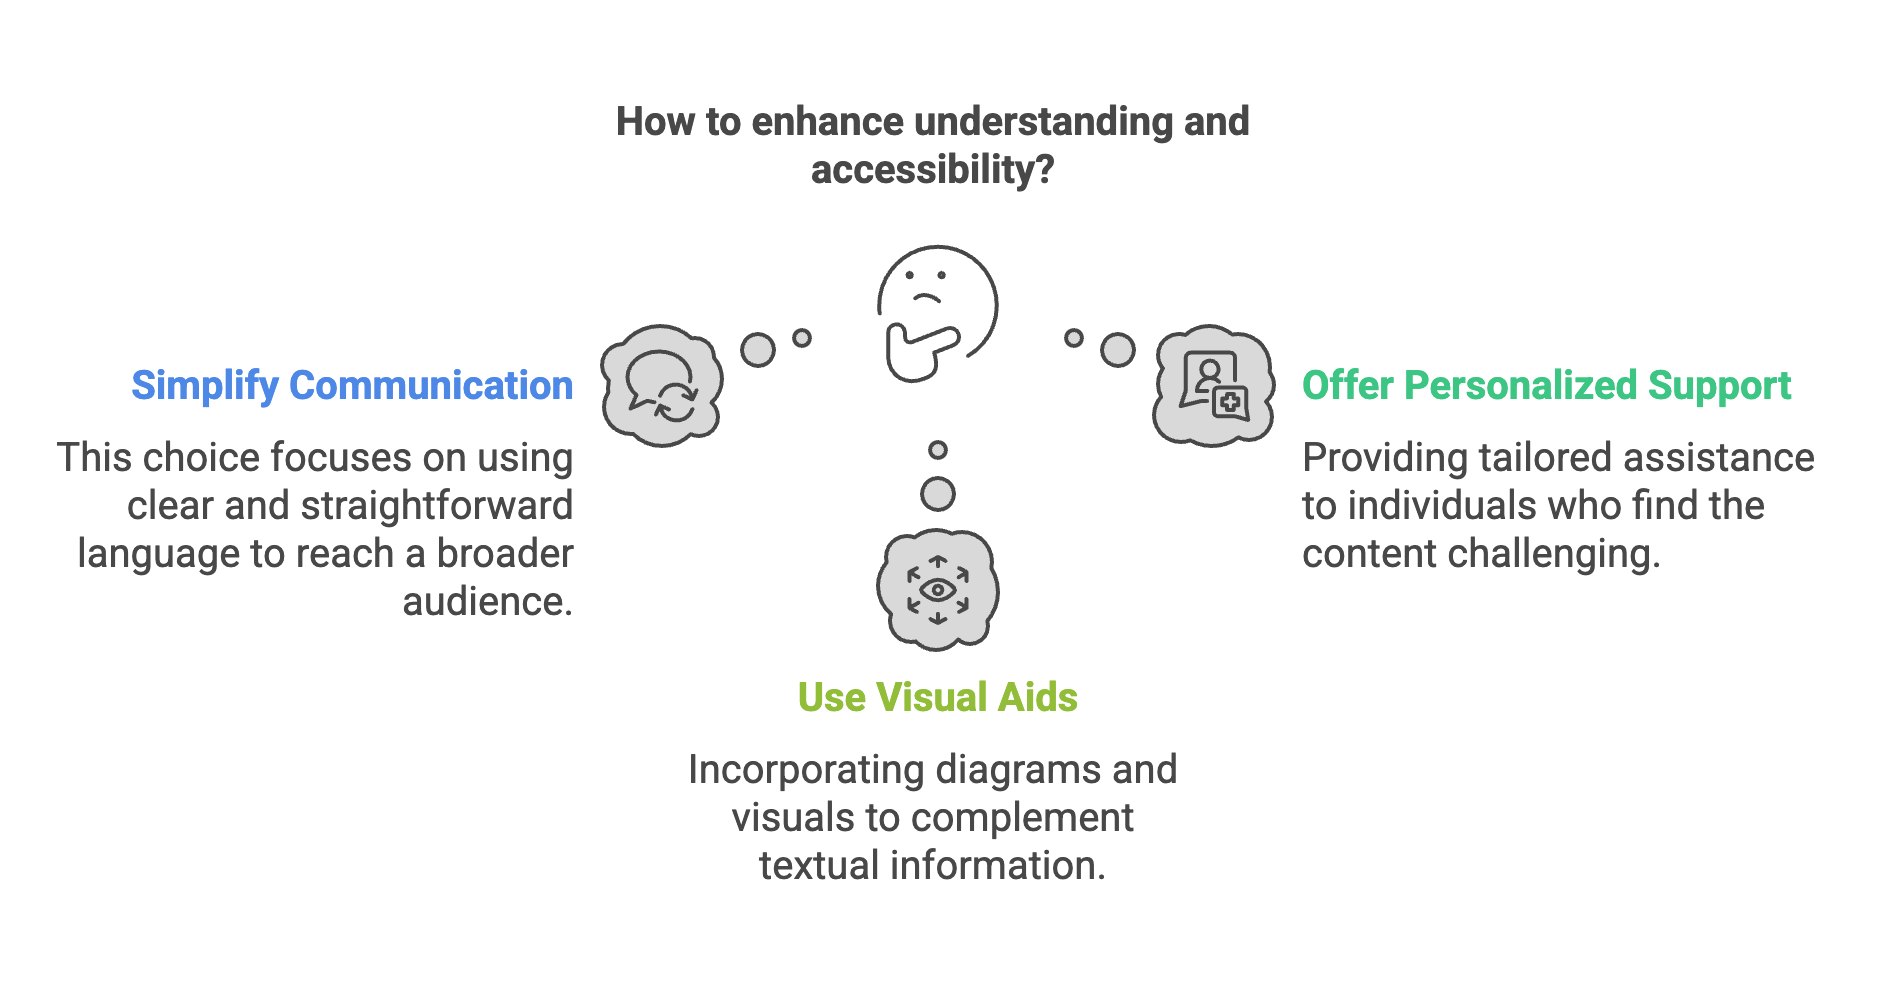 How to enhance understanding and
accessibility?
Simplify Communication
This choice focuses on using
clear and straightforward
language to reach a broader
audience.
Offer Personalized Support
Providing tailored assistance
to individuals who find the
content challenging.
Use Visual Aids
Incorporating diagrams and
visuals to complement
textual information.